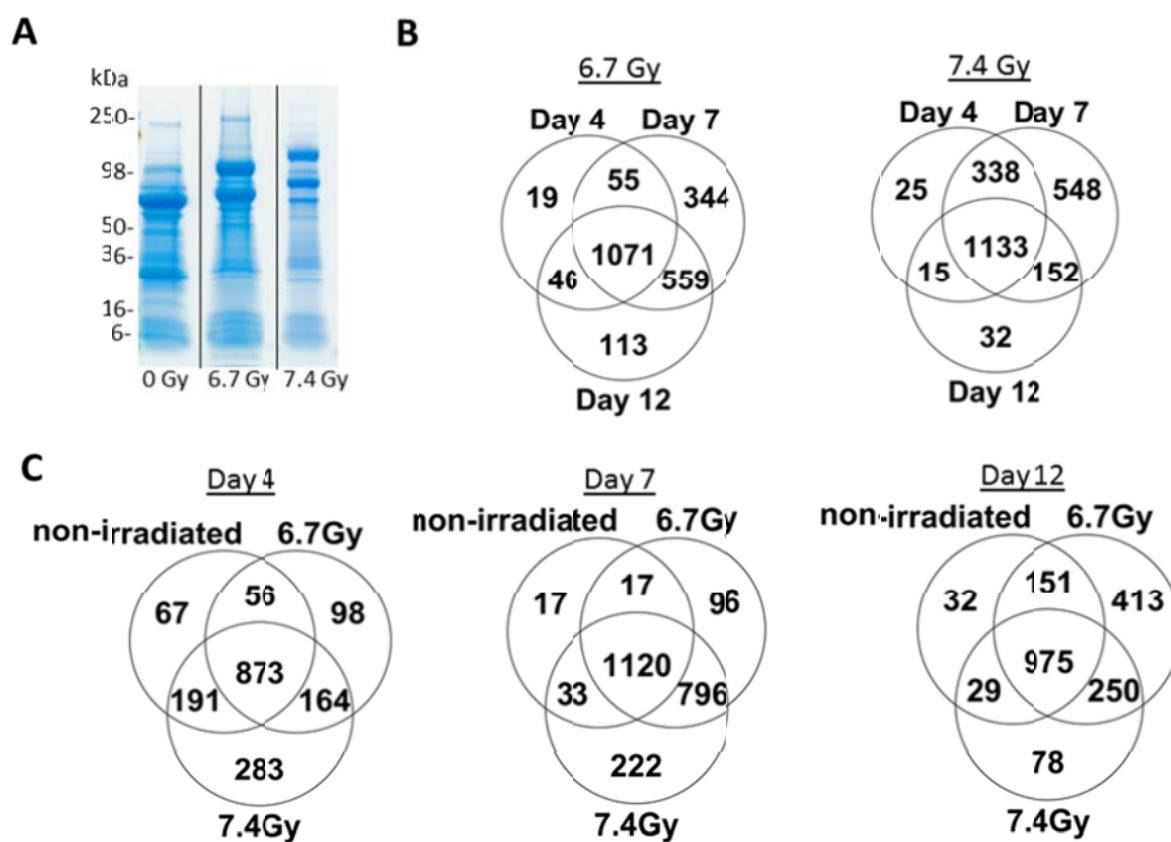 A
kDa
250-
98-
50-
36-
16-
6-
0 Gy 6.7 Gy 7.4 Gy
B
6.7 Gy
Day 4 Day 7
19 55 344
1071
46 559
113
Day 12
7.4 Gy
Day 4 Day 7
25 338 548
1133
15 152
32
Day 12
C
Day 4
non-irradiated 6.7Gy
67 56 98
873
191 164
283
7.4Gy
Day 7
non-irradiated 6.7Gy
17 17 96
1120
33 796
222
7.4Gy
Day 12
non-irradiated 6.7Gy
32 151 413
975
29 250
78
7.4Gy